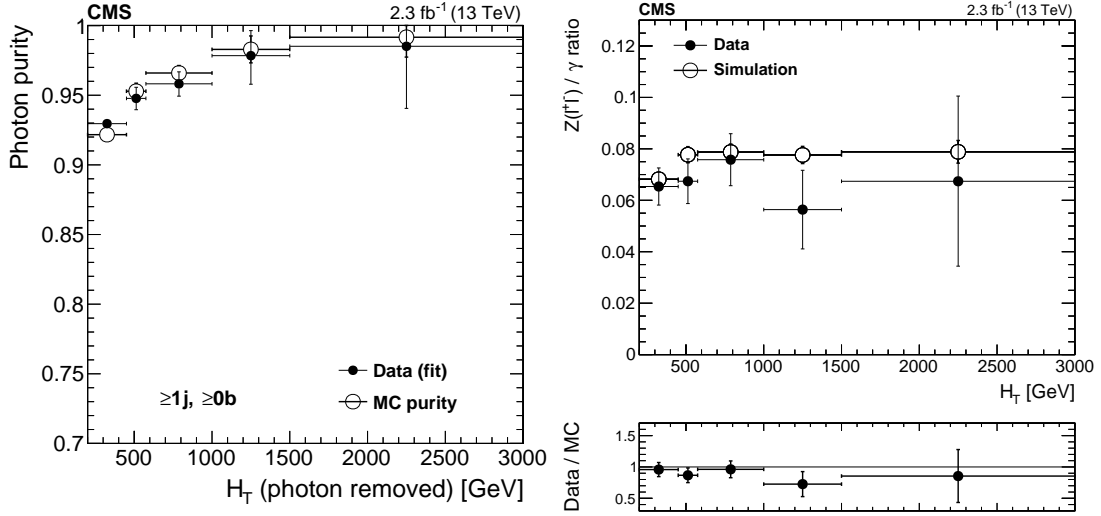 CMS 2.3 fb⁻¹ (13 TeV)
Photon purity
1
0.95
0.9
0.85
0.8
0.75
0.7
Data (fit)
MC purity
≥1j, ≥0b
500 1000 1500 2000 2500 3000
H_T (photon removed) [GeV]
CMS 2.3 fb⁻¹ (13 TeV)
Z(l⁺l⁻) / γ ratio
0.12
0.1
0.08
0.06
0.04
0.02
0
Data
Simulation
500 1000 1500 2000 2500 3000
H_T [GeV]
Data / MC
1.5
1
0.5